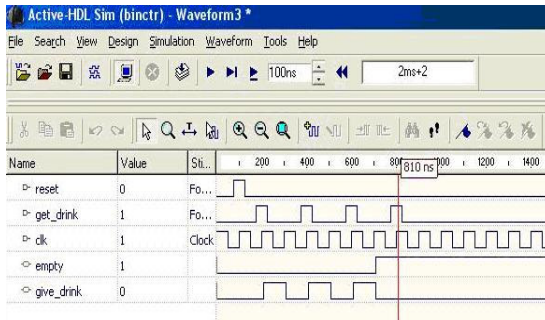 Active-HDL Sim (binctr) - Waveform3 *
File Search View Design Simulation Waveform Tools Help
100ns 2ms+2
Name Value Sti... 200 400 600 1200 1400
810 ns
reset 0 Fo...
get_drink 1 Fo...
clk 1 Clock
empty 1
give_drink 0